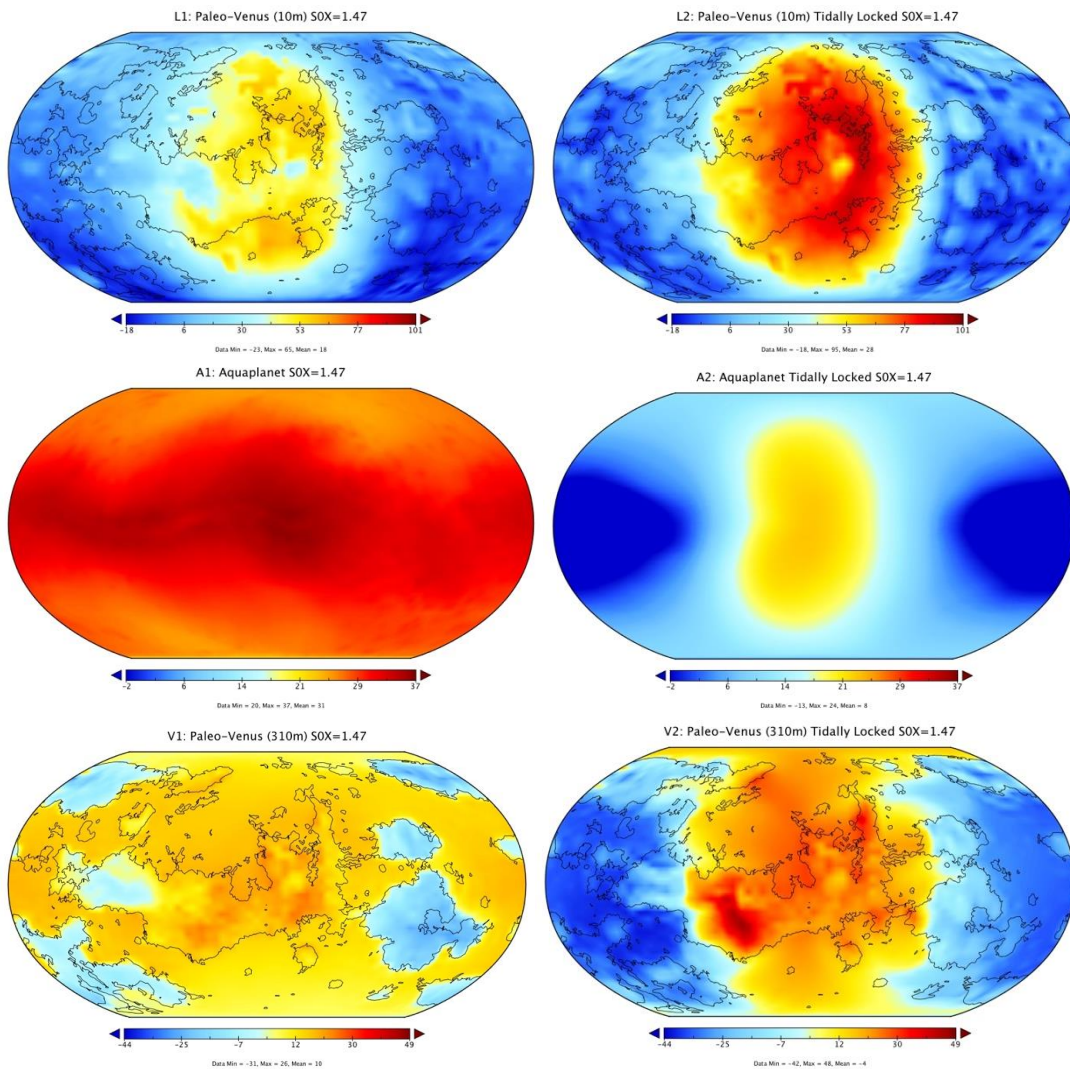 L1: Paleo-Venus (10m) S0X=1.47
L2: Paleo-Venus (10m) Tidally Locked S0X=1.47
-18 6 30 53 77 101
-18 6 30 53 77 101
Data Min = -23, Max = 65, Mean = 18
Data Min = -18, Max = 95, Mean = 28
A1: Aquaplanet S0X=1.47
A2: Aquaplanet Tidally Locked S0X=1.47
-2 6 14 21 29 37
-2 6 14 21 29 37
Data Min = 20, Max = 37, Mean = 31
Data Min = -13, Max = 24, Mean = 8
V1: Paleo-Venus (310m) S0X=1.47
V2: Paleo-Venus (310m) Tidally Locked S0X=1.47
-44 -25 -7 12 30 49
-44 -25 -7 12 30 49
Data Min = -31, Max = 26, Mean = 10
Data Min = -42, Max = 48, Mean = -4